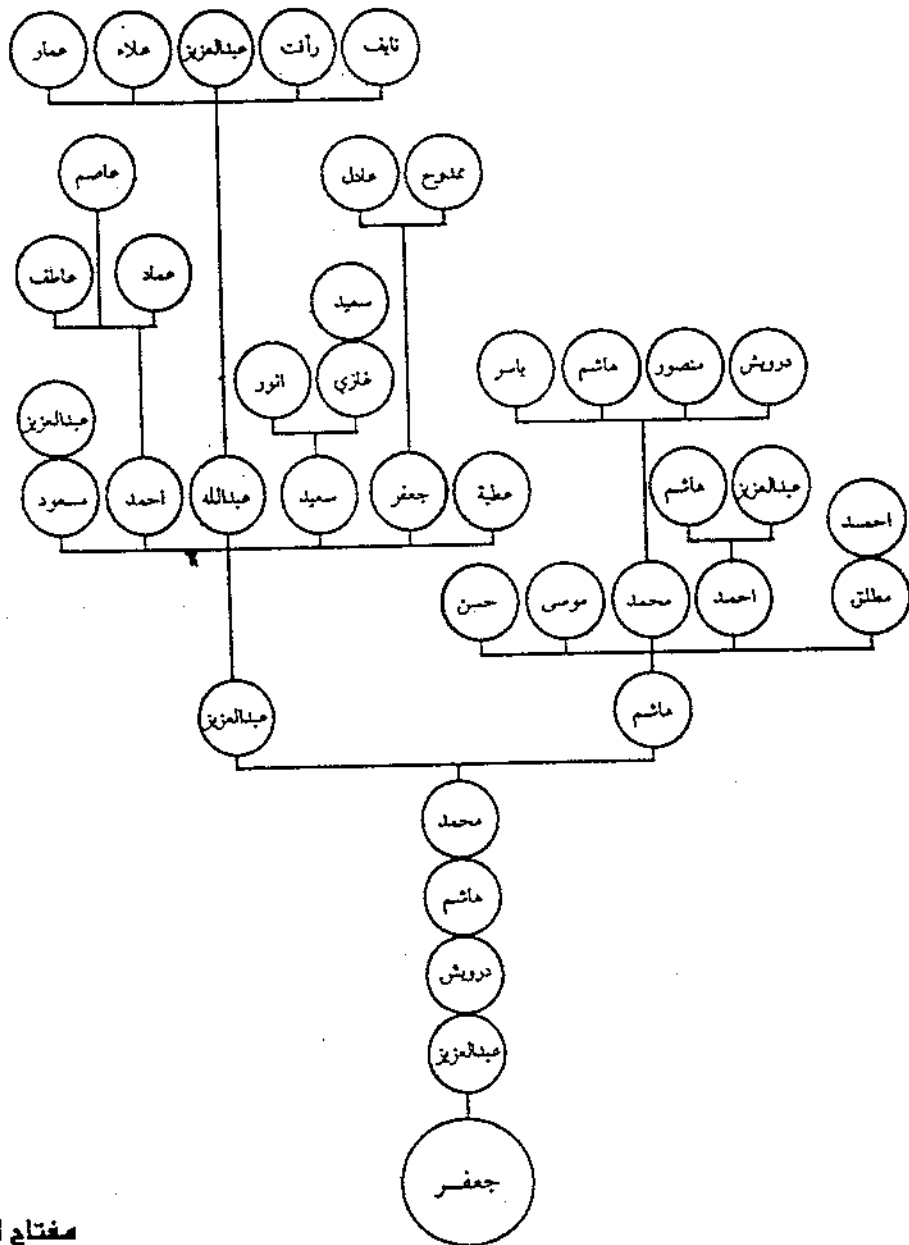 نايف رأفت عبدالعزيز علاء عمار
ممدوح عادل عاصم
عماد عاطف
سعيد
درويش منصور هاشم ياسر غازي انور
عبدالعزيز
عبدالعزيز هاشم عطية جعفر سعيد عبدالله احمد مسعود
احمد
مطلق احمد محمد موسى حسن
هاشم عبدالعزيز
محمد
هاشم
درويش
عبدالعزيز
جعفر
مفتاح